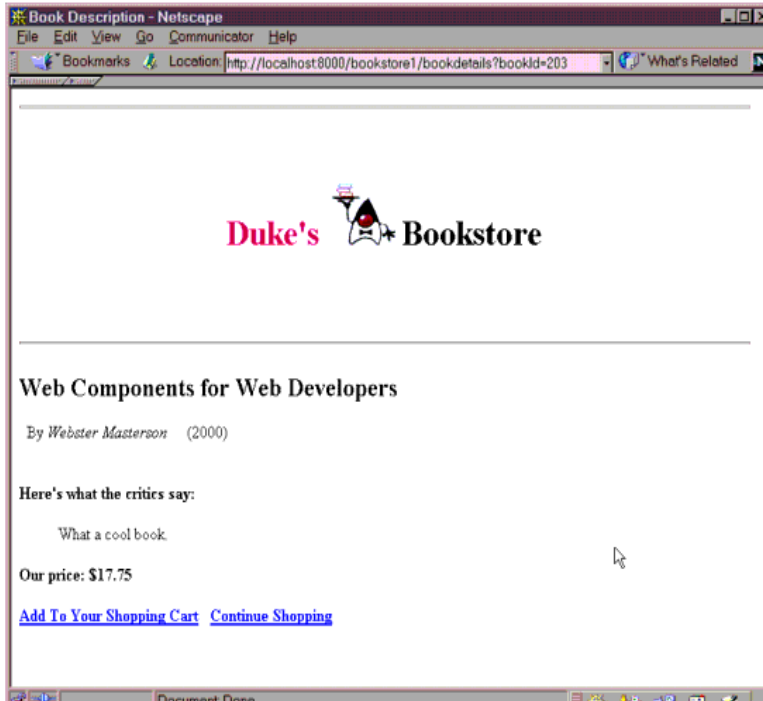 Book Description - Netscape
File Edit View Go Communicator Help
Bookmarks Location: http://localhost:8000/bookstore1/bookdetails?bookId=203 What's Related N
Duke's Bookstore
Web Components for Web Developers
By Webster Masterson (2000)
Here's what the critics say:
What a cool book.
Our price: $17.75
Add To Your Shopping Cart Continue Shopping
Document Done